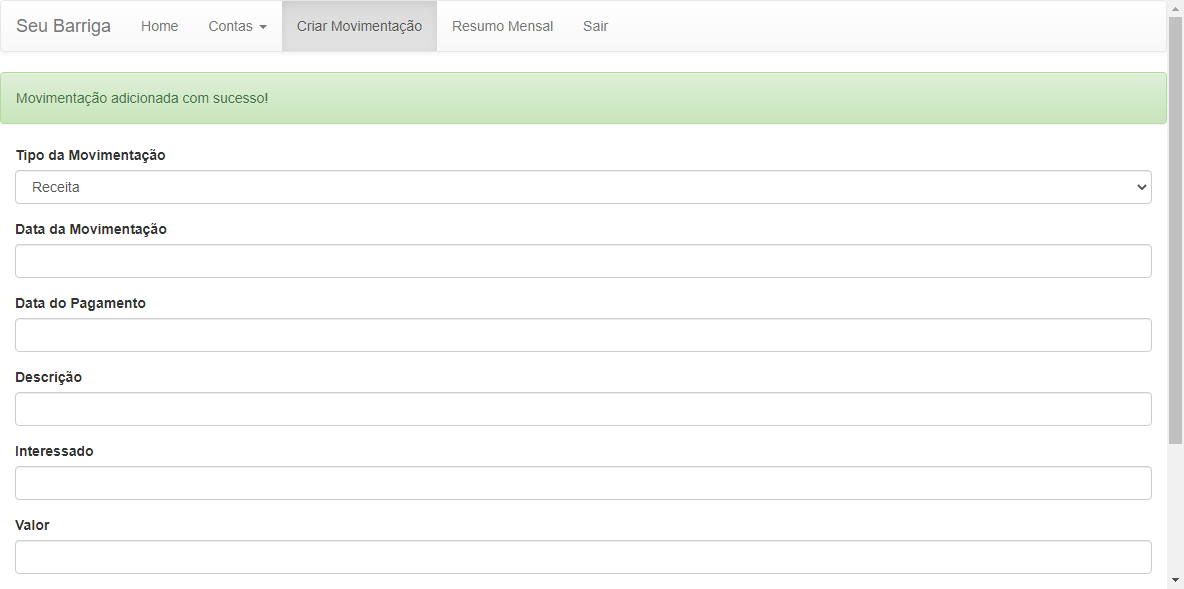 Seu Barriga Home Contas Criar Movimentação Resumo Mensal Sair
Movimentação adicionada com sucesso!
Tipo da Movimentação
Receita
Data da Movimentação
Data do Pagamento
Descrição
Interessado
Valor